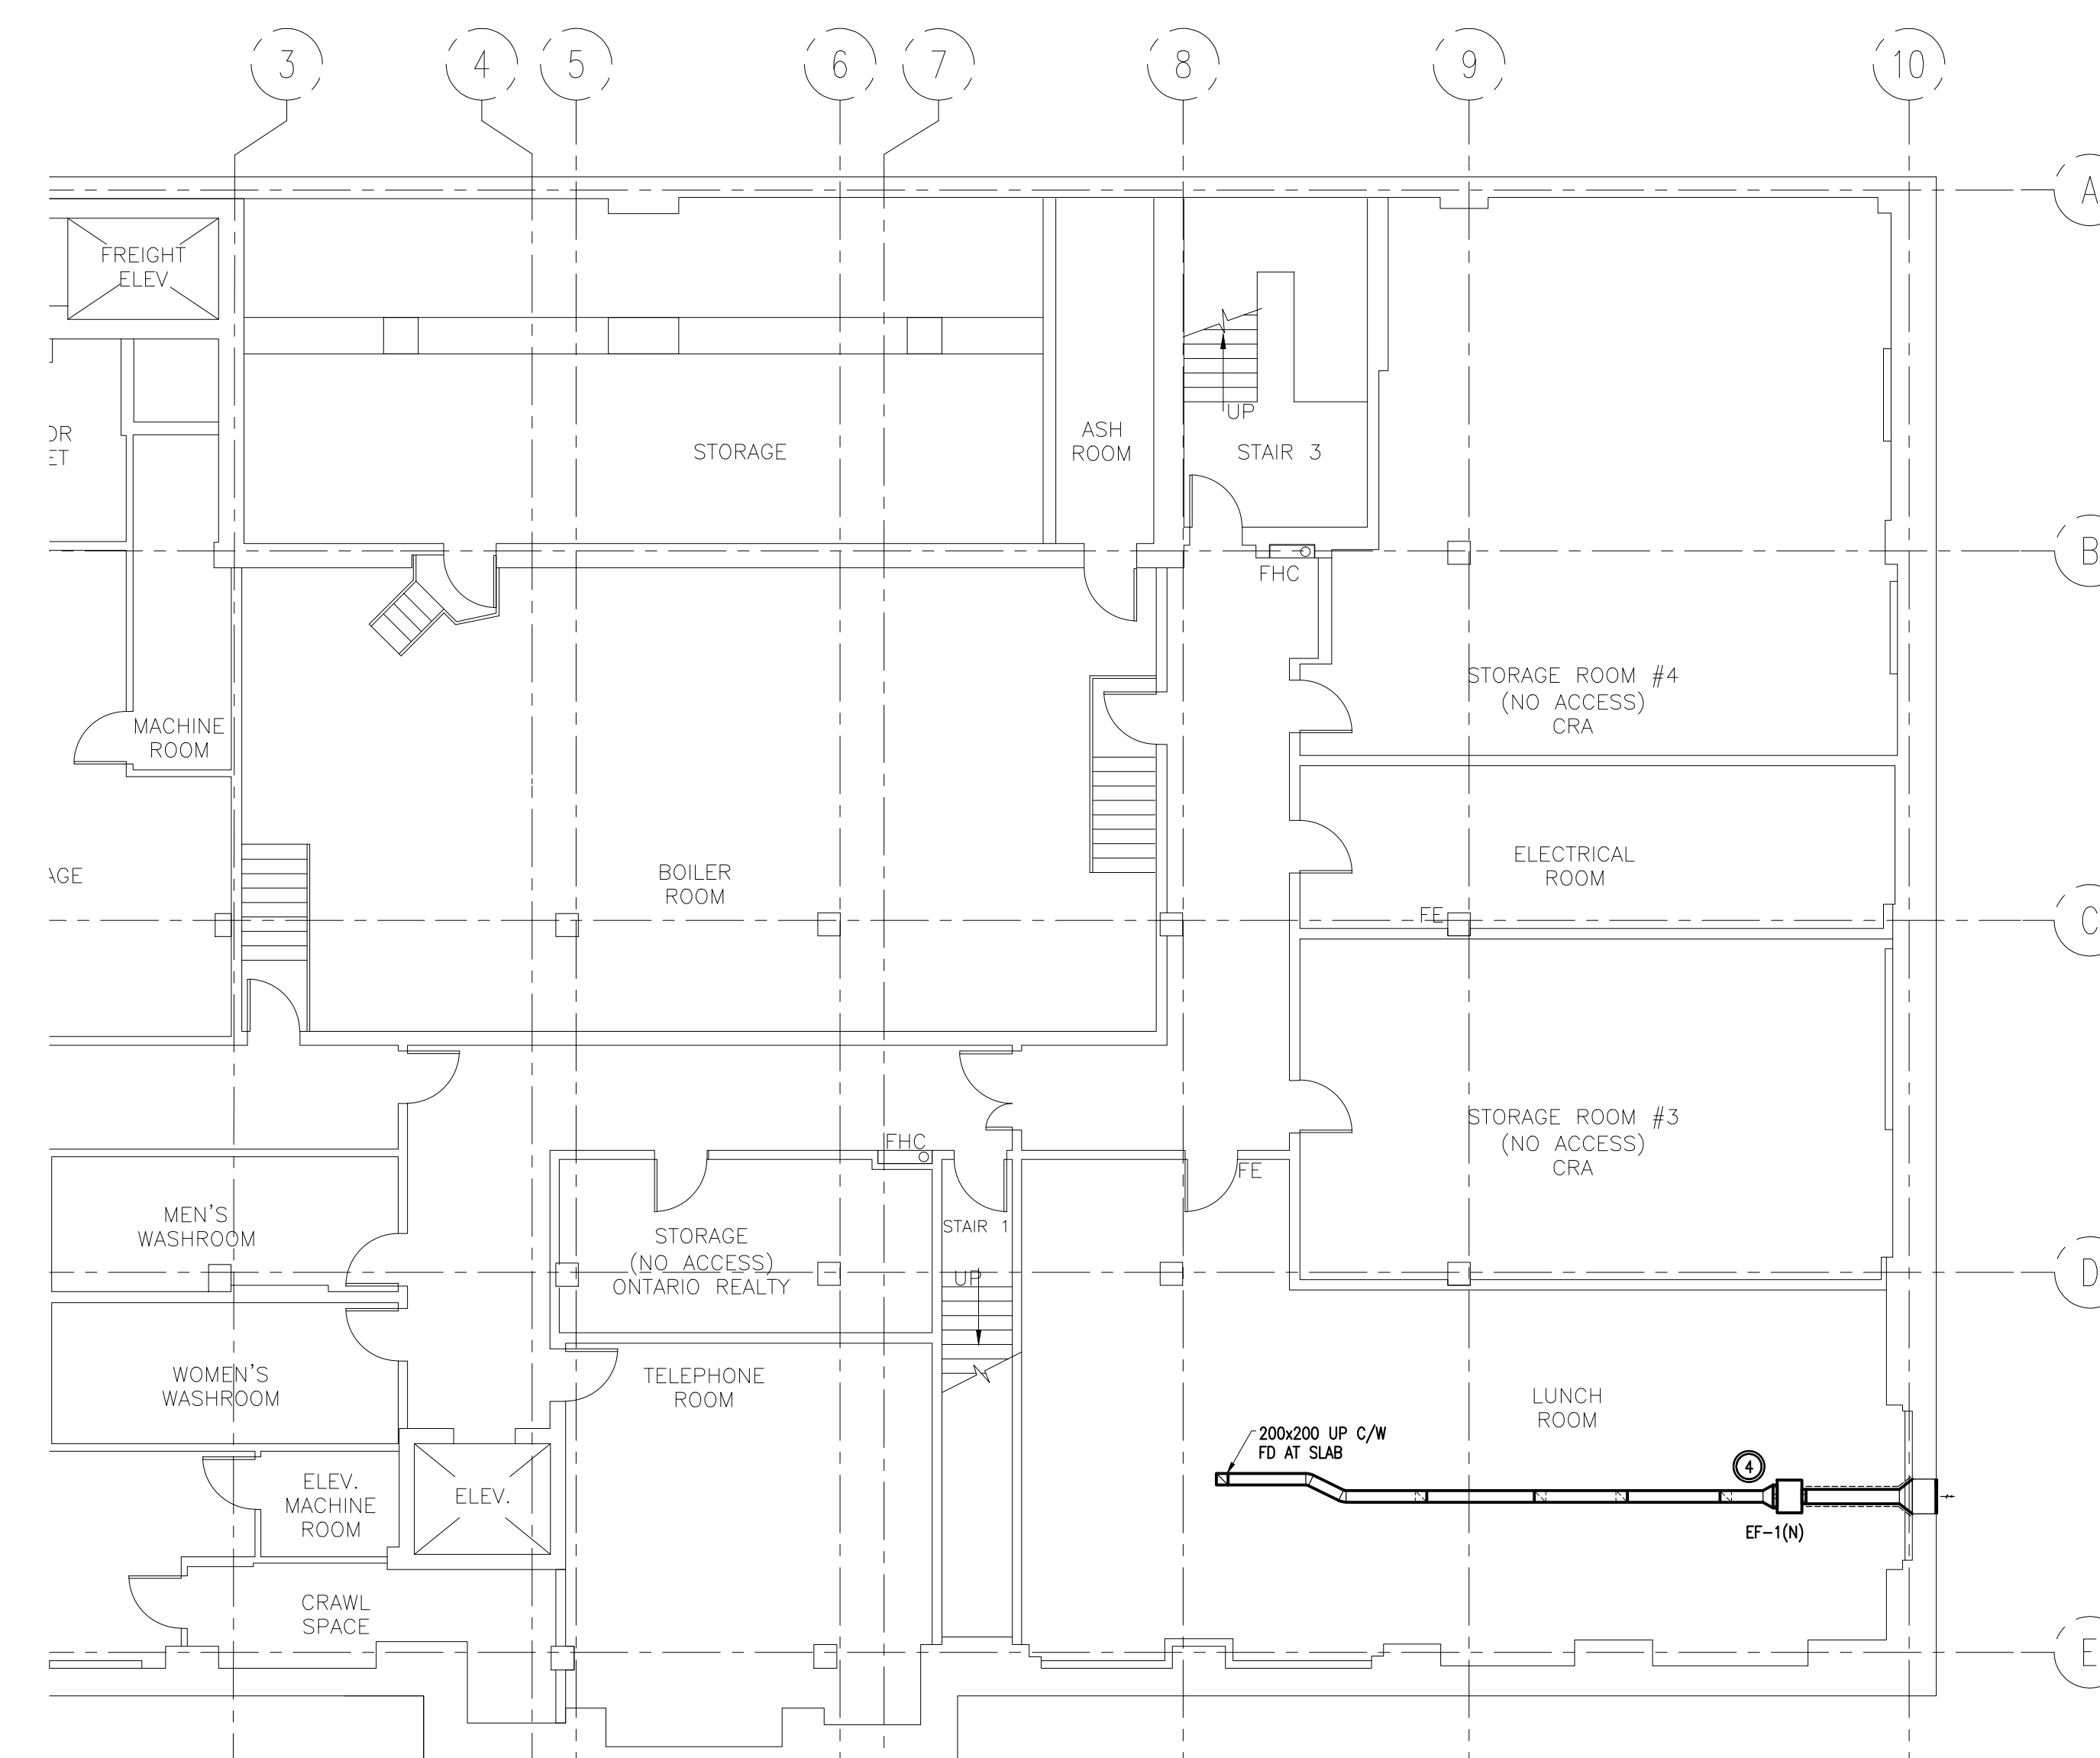 3
4
5
6
7
8
9
10
A
FREIGHT
ELEV
UP
ASH
ROOM
STAIR 3
STORAGE
OR
ET
B
FHC
STORAGE ROOM #4
(NO ACCESS)
CRA
MACHINE
ROOM
ELECTRICAL
ROOM
BOILER
ROOM
AGE
FE
C
STORAGE ROOM #3
(NO ACCESS)
CRA
FHC
FE
MEN'S
WASHROOM
STAIR 1
STORAGE
(NO ACCESS)
ONTARIO REALTY
UP
D
WOMEN'S
WASHROOM
TELEPHONE
ROOM
LUNCH
ROOM
200x200 UP C/W
FD AT SLAB
4
ELEV.
MACHINE
ROOM
ELEV.
EF-1(N)
CRAWL
SPACE
E